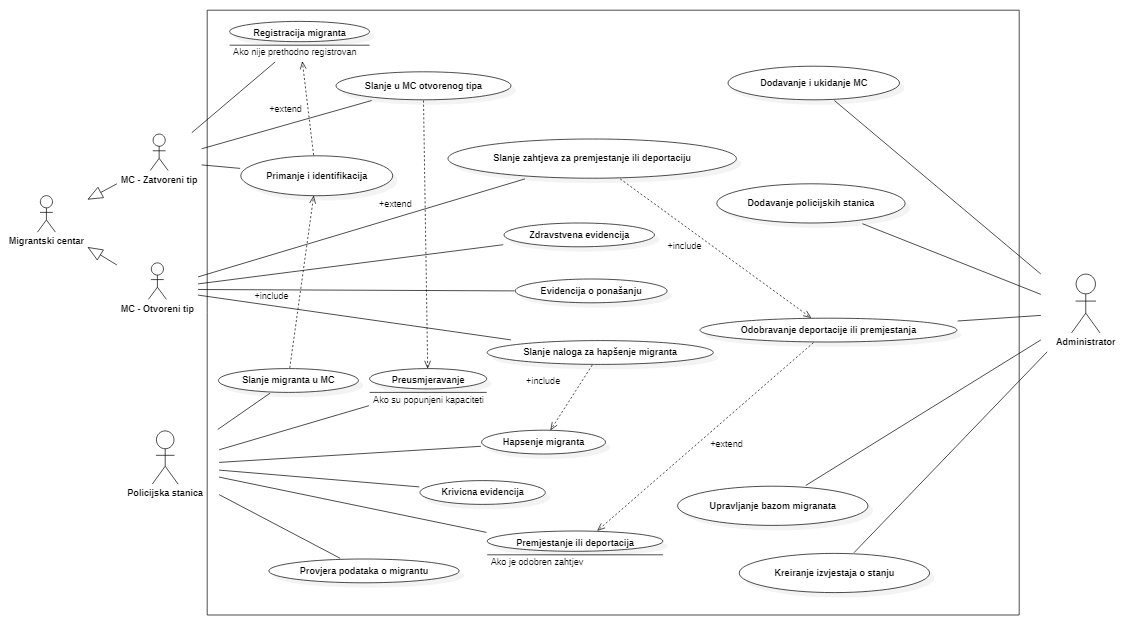 Registracija migranta
Ako nije prethodno registrovan
Slanje u MC otvorenog tipa
Dodavanje i ukidanje MC
+extend
Slanje zahtjeva za premjestanje ili deportaciju
Primanje i identifikacija
MC - Zatvoreni tip
+extend
Dodavanje policijskih stanica
Migrantski centar
Zdravstvena evidencija
+include
Evidencija o ponašanju
+include
MC - Otvoreni tip
Odobravanje deportacije ili premjestanja
Administrator
Slanje naloga za hapšenje migranta
Slanje migranta u MC
Preusmjeravanje
+include
Ako su popunjeni kapaciteti
Hapsenje migranta
+extend
Policijska stanica
Krivicna evidencija
Upravljanje bazom migranata
Premjestanje ili deportacija
Ako je odobren zahtjev
Provjera podataka o migrantu
Kreiranje izvjestaja o stanju